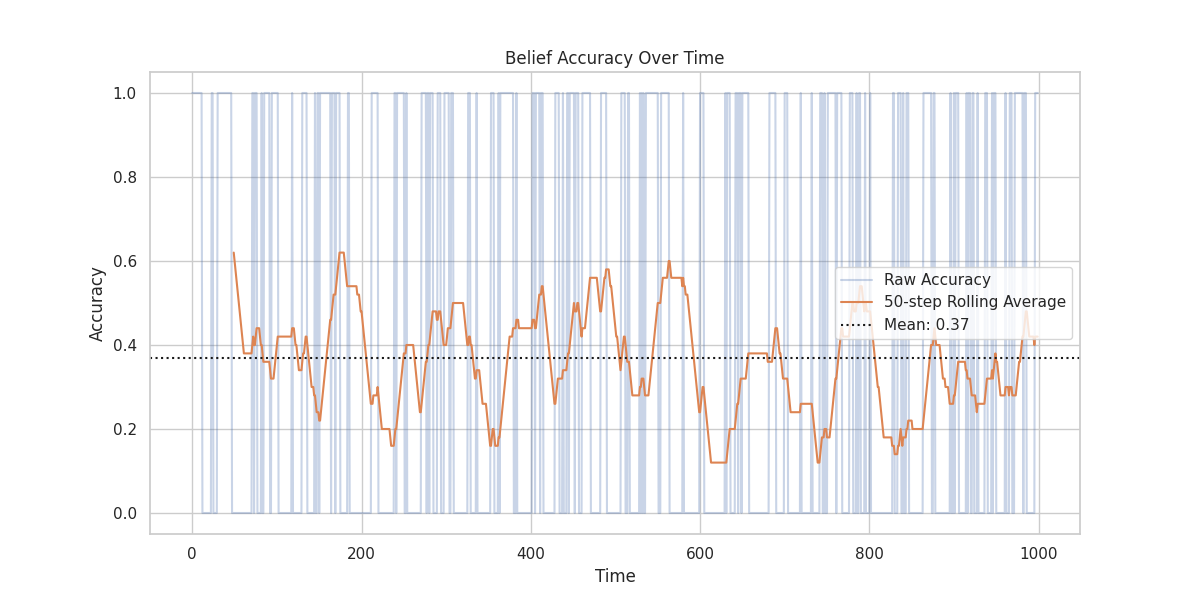 Belief Accuracy Over Time
1.0
0.8
0.6
0.4
0.2
0.0
Accuracy
Raw Accuracy
50-step Rolling Average
Mean: 0.37
0
200
400
600
800
1000
Time